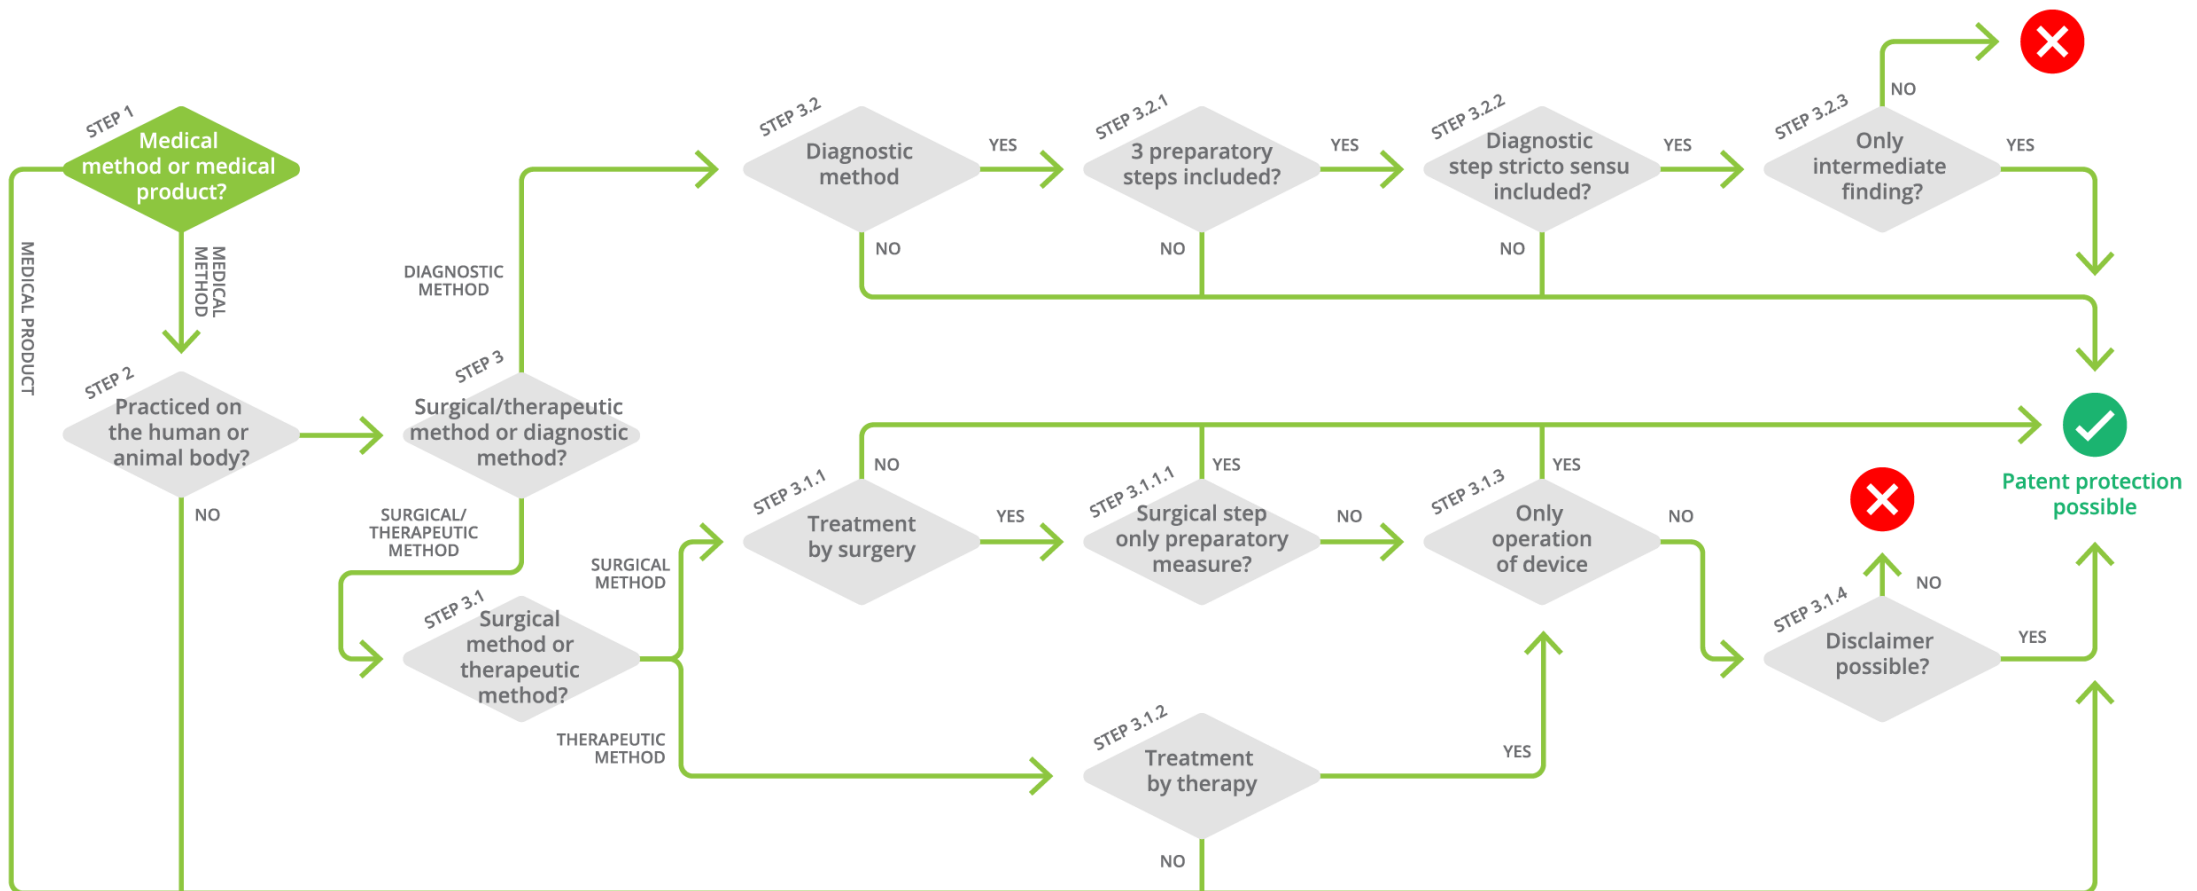 STEP 1
Medical
method or medical
product?
MEDICAL PRODUCT
MEDICAL
METHOD
STEP 2
Practiced on
the human or
animal body?
NO
STEP 3
Surgical/therapeutic
method or diagnostic
method?
DIAGNOSTIC
METHOD
SURGICAL/
THERAPEUTIC
METHOD
STEP 3.2
Diagnostic
method
YES
NO
STEP 3.2.1
3 preparatory
steps included?
YES
NO
STEP 3.2.2
Diagnostic
step stricto sensu
included?
YES
NO
STEP 3.2.3
Only
intermediate
finding?
NO
YES
STEP 3.1
Surgical
method or
therapeutic
method?
SURGICAL
METHOD
THERAPEUTIC
METHOD
STEP 3.1.1
Treatment
by surgery
NO
YES
STEP 3.1.1.1
Surgical step
only preparatory
measure?
YES
NO
STEP 3.1.3
Only
operation
of device
YES
NO
STEP 3.1.4
Disclaimer
possible?
NO
YES
STEP 3.1.2
Treatment
by therapy
YES
NO
Patent protection
possible